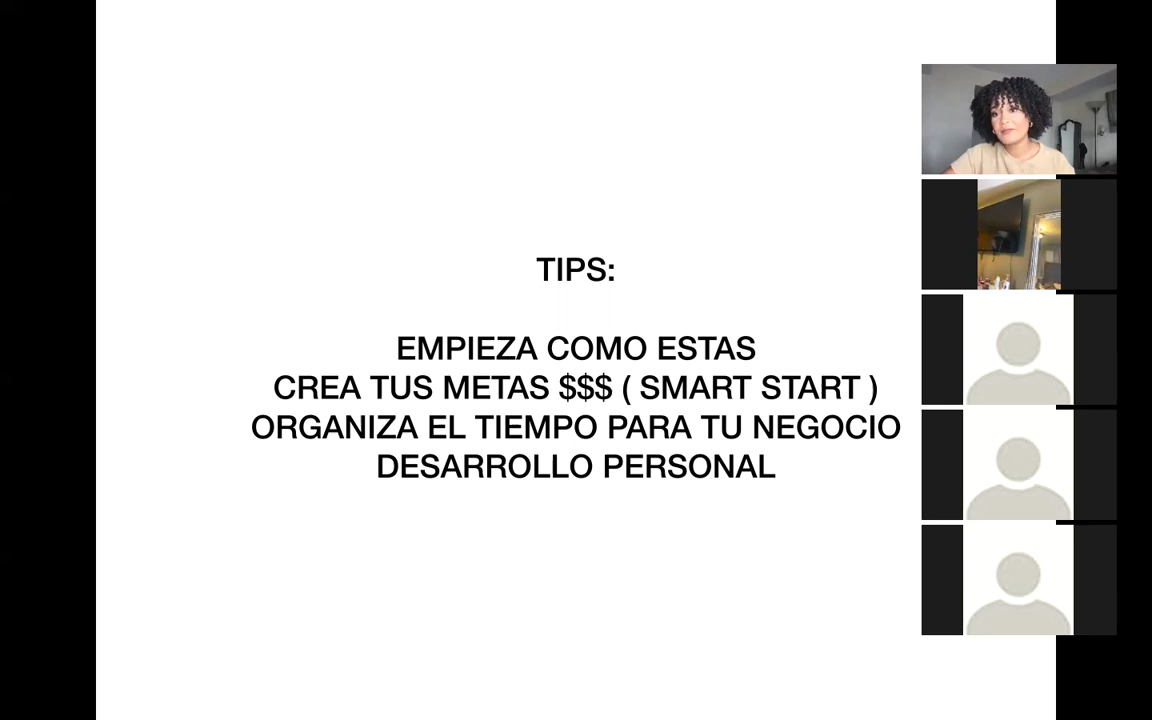 TIPS:
EMPIEZA COMO ESTAS
CREA TUS METAS $$$ ( SMART START )
ORGANIZA EL TIEMPO PARA TU NEGOCIO
DESARROLLO PERSONAL